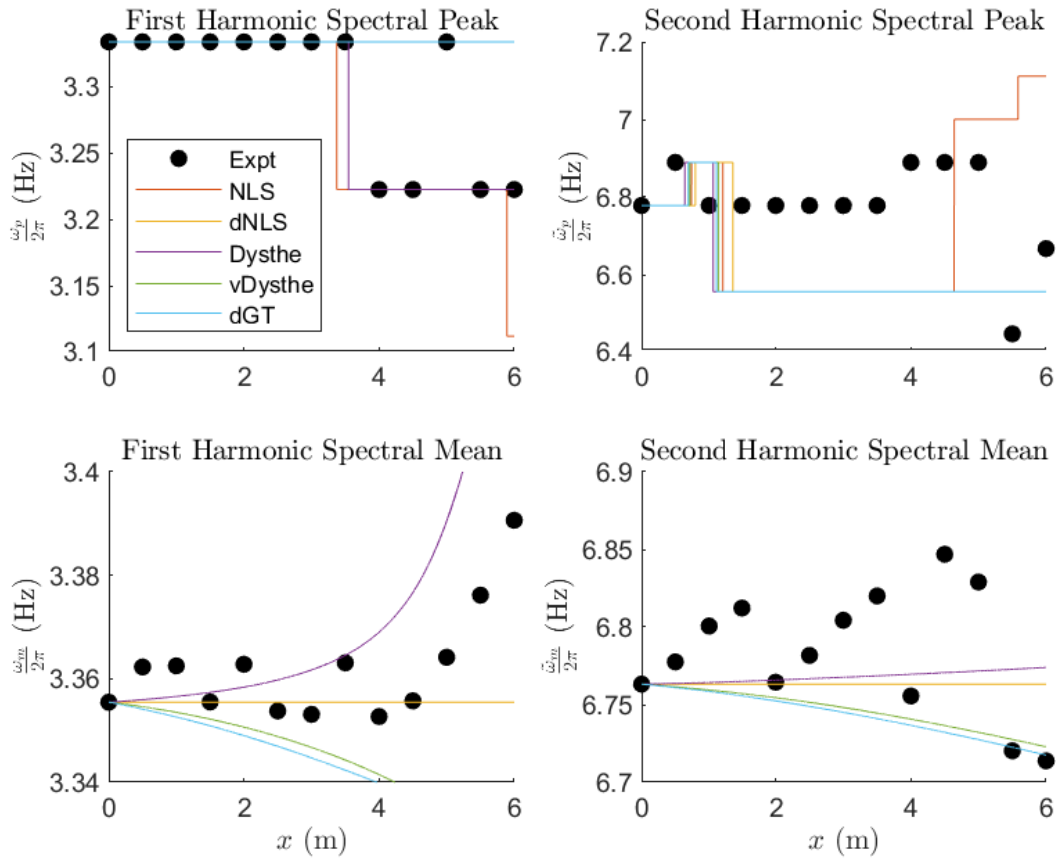 First Harmonic Spectral Peak
3.3
3.25
3.2
3.15
3.1
0
2
4
6
ω̃ₚ/2π (Hz)
Expt
NLS
dNLS
Dysthe
vDysthe
dGT
Second Harmonic Spectral Peak
7.2
7
6.8
6.6
6.4
0
2
4
6
ω̃ₚ/2π (Hz)
First Harmonic Spectral Mean
3.4
3.38
3.36
3.34
0
2
4
6
ω̃ₘ/2π (Hz)
x (m)
Second Harmonic Spectral Mean
6.9
6.85
6.8
6.75
6.7
0
2
4
6
ω̃ₘ/2π (Hz)
x (m)